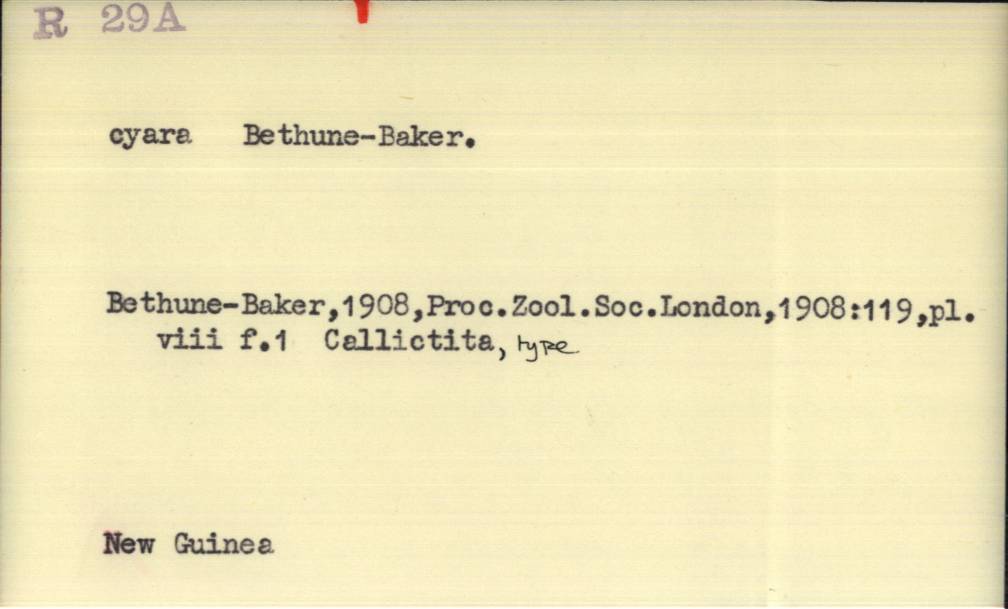 R 29A
cyara Bethune-Baker.
Bethune-Baker,1908,Proc.Zool.Soc.London,1908:119,pl.
viii f.1 Callictita, type
New Guinea